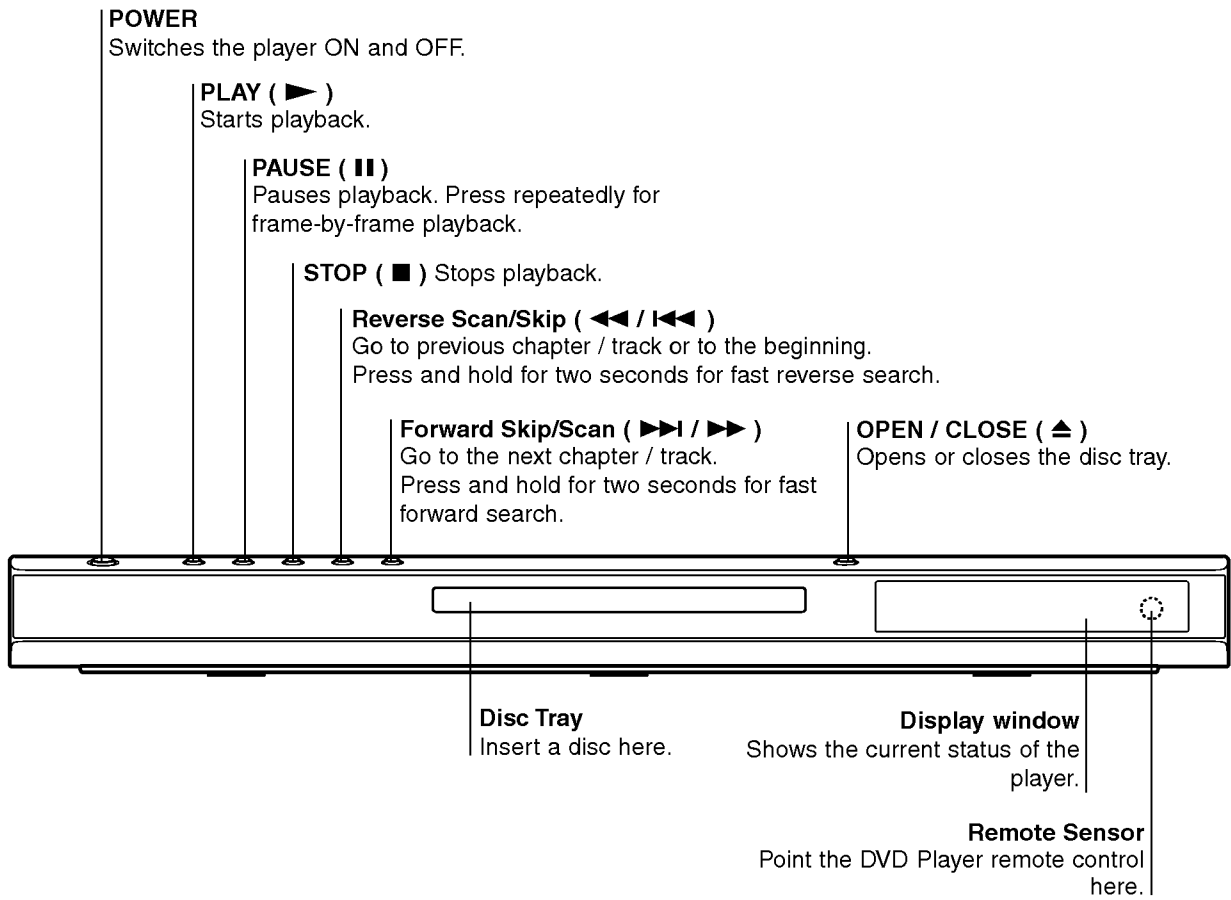 POWER
Switches the player ON and OFF.
PLAY ( ► )
Starts playback.
PAUSE ( ❚❚ )
Pauses playback. Press repeatedly for
frame-by-frame playback.
STOP ( ■ ) Stops playback.
Reverse Scan/Skip ( ◄◄ / I◄◄ )
Go to previous chapter / track or to the beginning.
Press and hold for two seconds for fast reverse search.
Forward Skip/Scan ( ►►I / ►► )
Go to the next chapter / track.
Press and hold for two seconds for fast
forward search.
OPEN / CLOSE ( ⏏ )
Opens or closes the disc tray.
Disc Tray
Insert a disc here.
Display window
Shows the current status of the
player.
Remote Sensor
Point the DVD Player remote control
here.